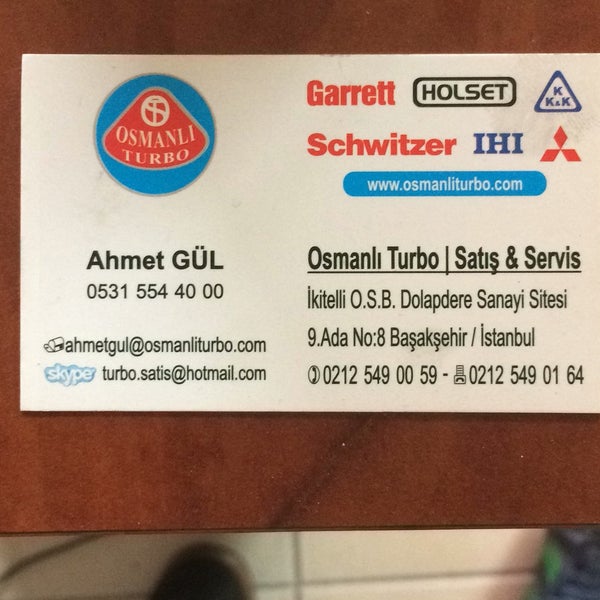 OSMANLI
TURBO
Garrett HOLSET K K&K
Schwitzer IHI
www.osmanliturbo.com
Ahmet GÜL
0531 554 40 00
ahmetgul@osmanliturbo.com
skype turbo.satis@hotmail.com
Osmanlı Turbo | Satış & Servis
İkitelli O.S.B. Dolapdere Sanayi Sitesi
9.Ada No:8 Başakşehir / İstanbul
0212 549 00 59 - 0212 549 01 64